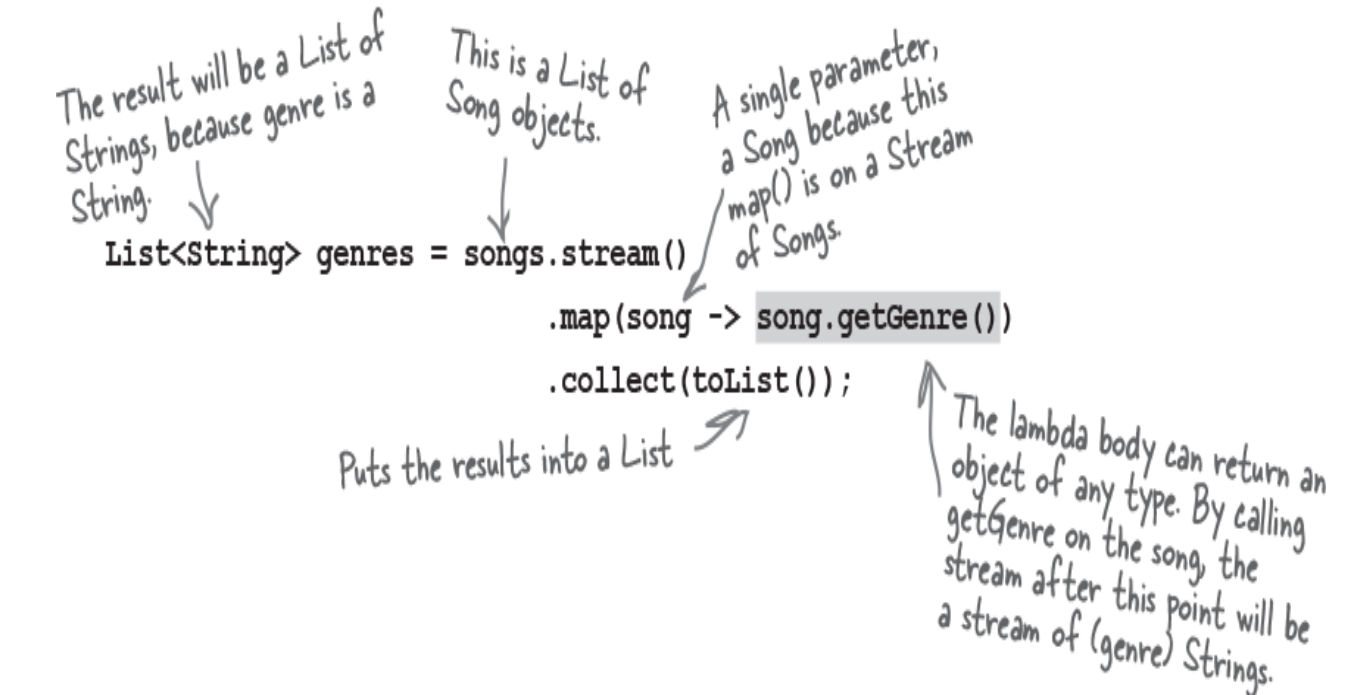 The result will be a List of
Strings, because genre is a
String.
This is a List of
Song objects.
A single parameter,
a Song because this
map() is on a Stream
of Songs.
List<String> genres = songs.stream()
.map(song -> song.getGenre())
.collect(toList());
Puts the results into a List
The lambda body can return an
object of any type. By calling
getGenre on the song, the
stream after this point will be
a stream of (genre) Strings.